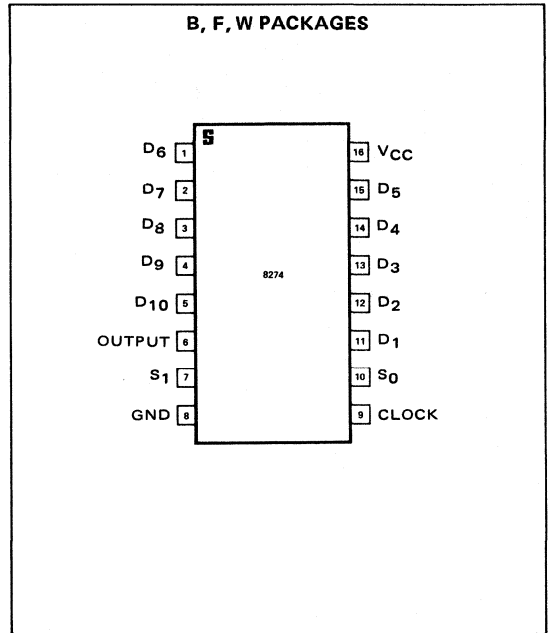 B, F, W PACKAGES
S
D6 1
D7 2
D8 3
D9 4
D10 5
OUTPUT 6
S1 7
GND 8
8274
16 VCC
15 D5
14 D4
13 D3
12 D2
11 D1
10 S0
9 CLOCK